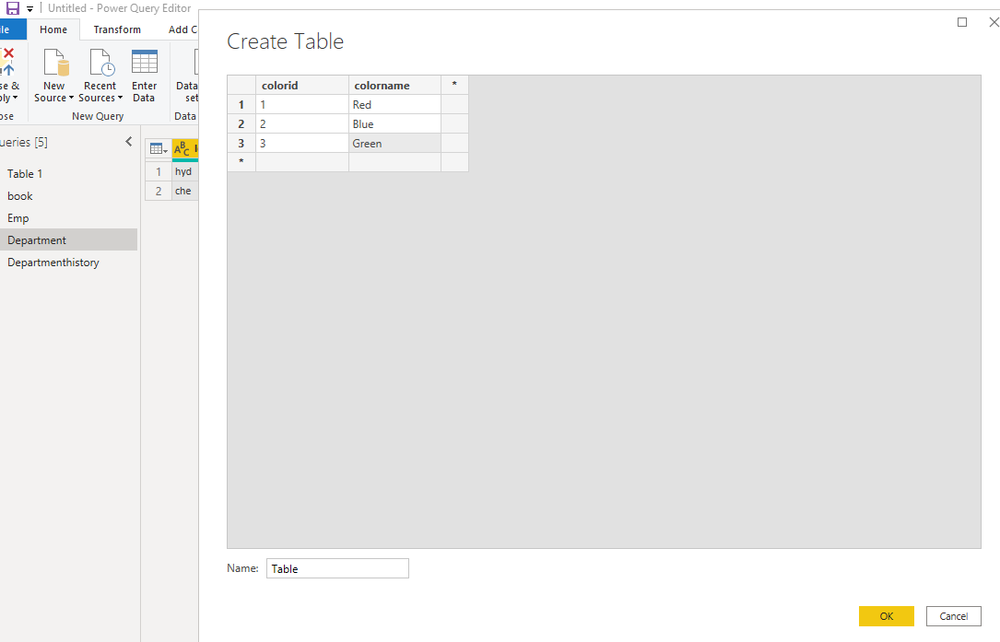 Untitled - Power Query Editor
le Home Transform Add C
se & New Recent Enter Data
ply Source Sources Data set
ose New Query Data
Create Table
ueries [5]
Table 1
book
Emp
Department
Departmenthistory
ABC
1 hyd
2 che
colorid colorname *
1 1 Red
2 2 Blue
3 3 Green
*
Name: Table
OK Cancel